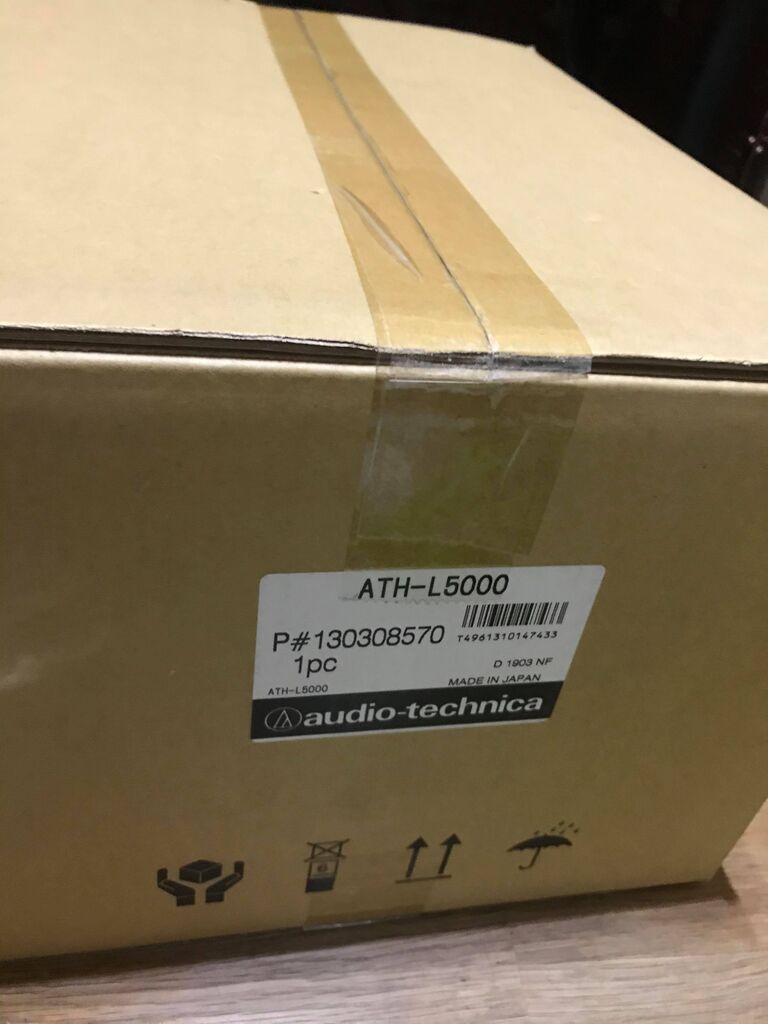 ATH-L5000
P#130308570
T4961310147433
1pc
D 1903 NF
ATH-L5000
MADE IN JAPAN
audio-technica